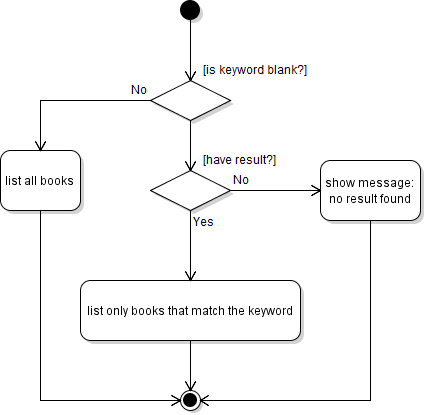 [is keyword blank?]
No
[have result?]
list all books
No
show message:
no result found
Yes
list only books that match the keyword